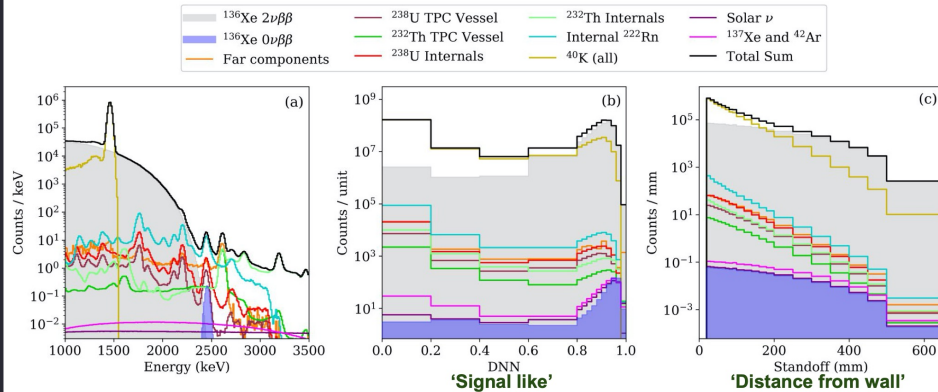 ¹³⁶Xe 2νββ
¹³⁶Xe 0νββ
Far components
²³⁸U TPC Vessel
²³²Th TPC Vessel
²³⁸U Internals
²³²Th Internals
Internal ²²²Rn
⁴⁰K (all)
Solar ν
¹³⁷Xe and ⁴²Ar
Total Sum
(a)
Counts / keV
10⁶
10⁵
10⁴
10³
10²
10¹
10⁰
10⁻¹
10⁻²
1000 1500 2000 2500 3000 3500
Energy (keV)
(b)
Counts / unit
10⁹
10⁷
10⁵
10³
10¹
0.0 0.2 0.4 0.6 0.8 1.0
DNN
'Signal like'
(c)
Counts / mm
10⁵
10³
10¹
10⁻¹
10⁻³
0 200 400 600
Standoff (mm)
'Distance from wall'